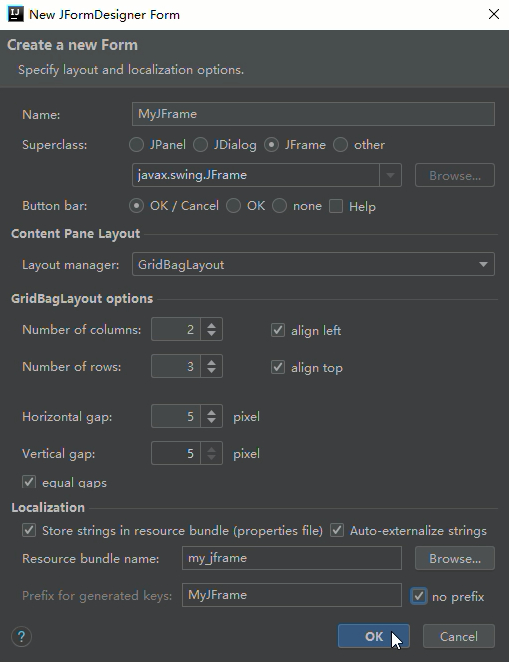 IJ New JFormDesigner Form
Create a new Form
Specify layout and localization options.
Name: MyJFrame
Superclass: JPanel JDialog JFrame other
javax.swing.JFrame Browse...
Button bar: OK / Cancel OK none Help
Content Pane Layout
Layout manager: GridBagLayout
GridBagLayout options
Number of columns: 2 align left
Number of rows: 3 align top
Horizontal gap: 5 pixel
Vertical gap: 5 pixel
equal gaps
Localization
Store strings in resource bundle (properties file) Auto-externalize strings
Resource bundle name: my_jframe Browse...
Prefix for generated keys: MyJFrame no prefix
? OK Cancel